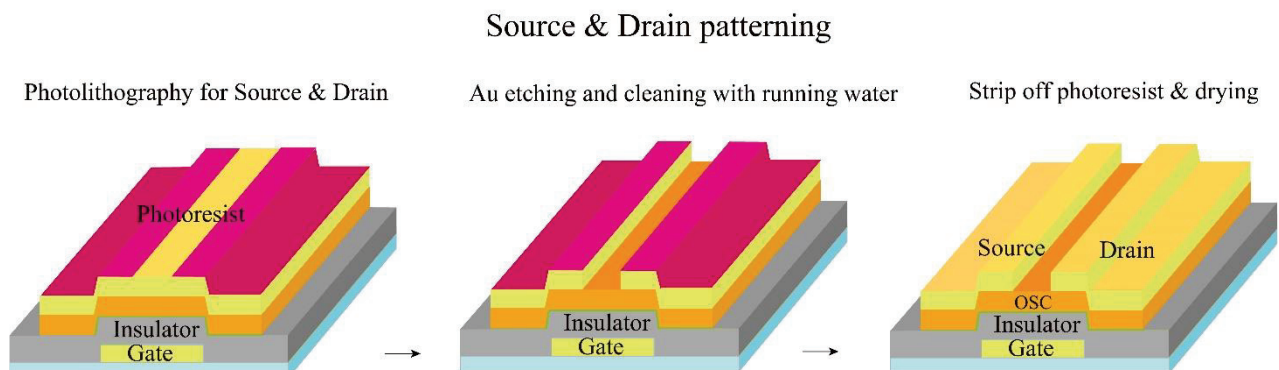 Source & Drain patterning
Photolithography for Source & Drain
Au etching and cleaning with running water
Strip off photoresist & drying
Photoresist
Insulator
Gate
Insulator
Gate
Source
Drain
OSC
Insulator
Gate